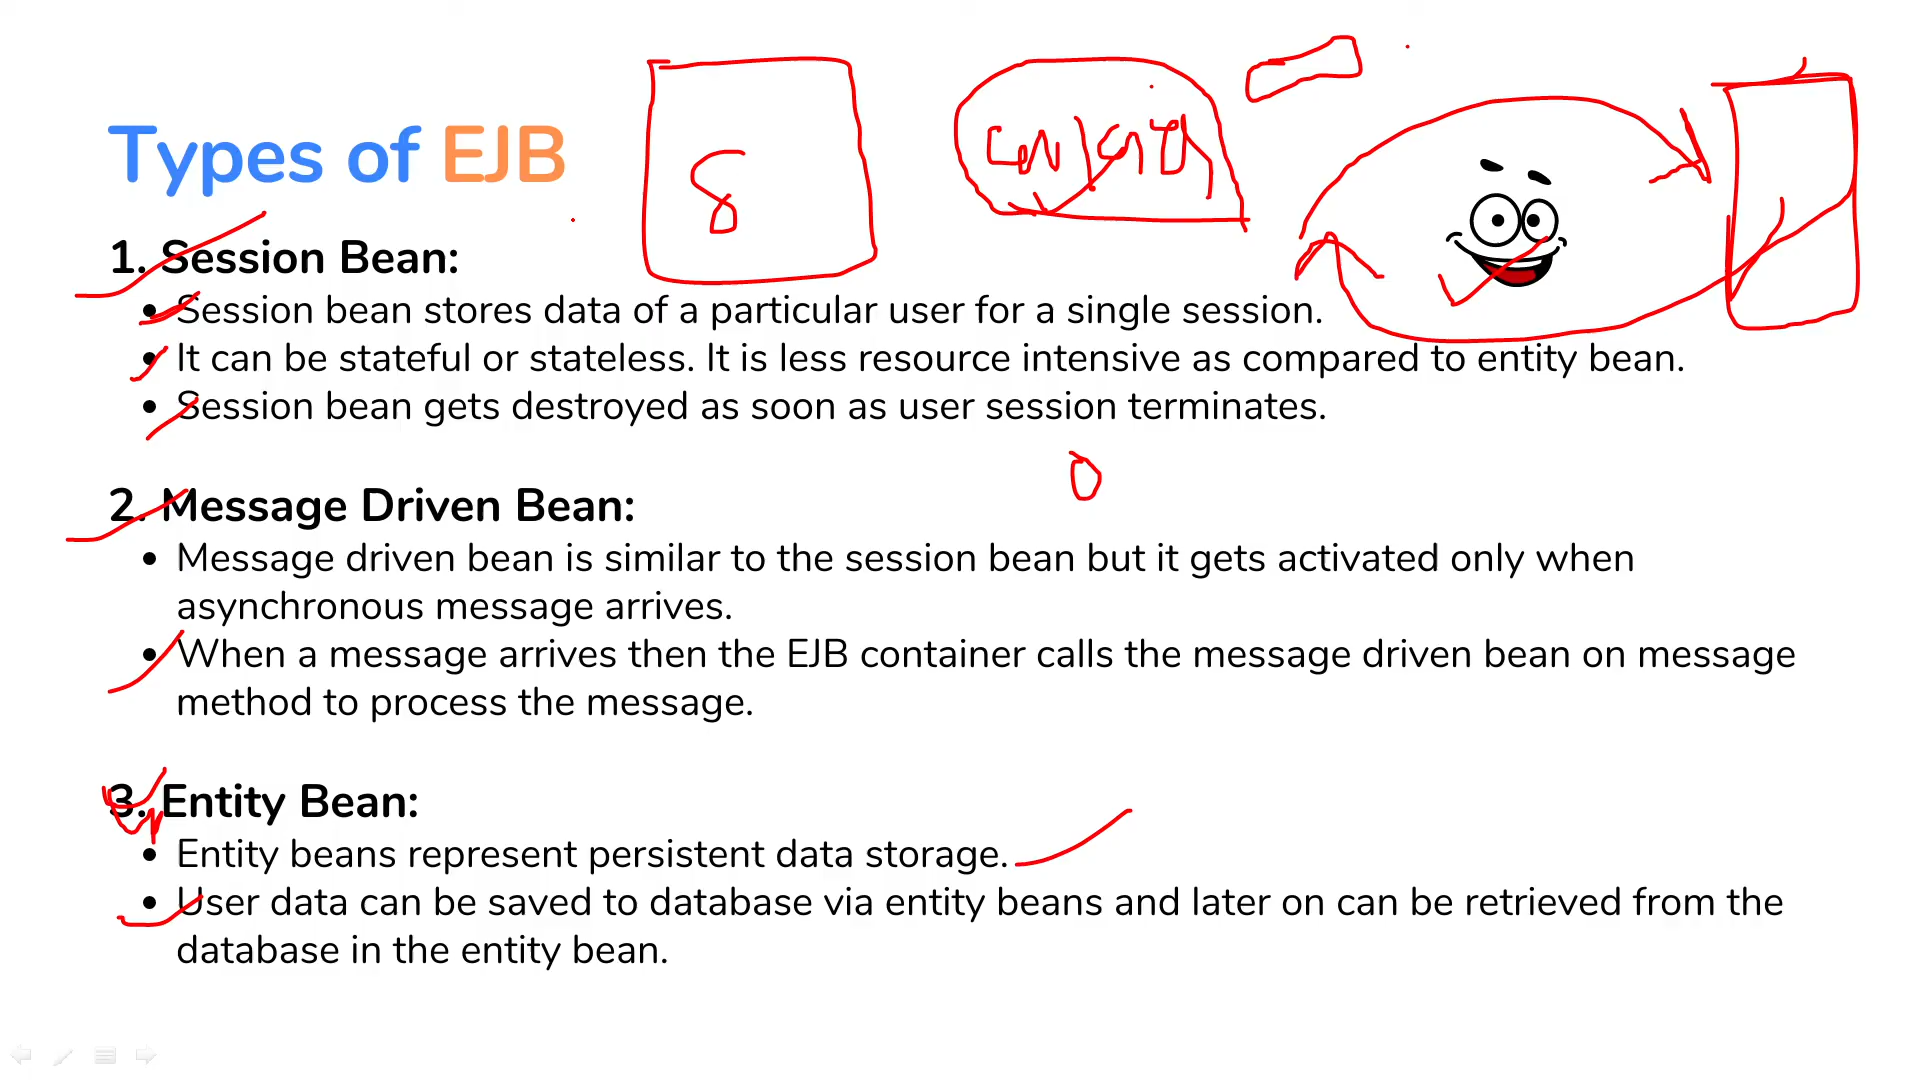 Types of EJB
8
1. Session Bean:
• Session bean stores data of a particular user for a single session.
• It can be stateful or stateless. It is less resource intensive as compared to entity bean.
• Session bean gets destroyed as soon as user session terminates.
2. Message Driven Bean:
• Message driven bean is similar to the session bean but it gets activated only when
asynchronous message arrives.
• When a message arrives then the EJB container calls the message driven bean on message
method to process the message.
3. Entity Bean:
• Entity beans represent persistent data storage.
• User data can be saved to database via entity beans and later on can be retrieved from the
database in the entity bean.